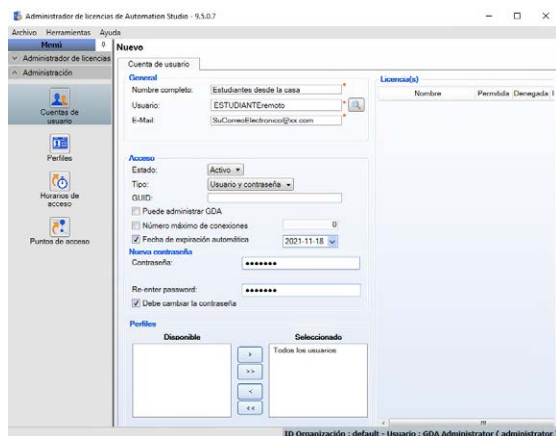 Administrador de licencias de Automation Studio - 9.5.0.7
Archivo Herramientas Ayuda
Menú
Administrador de licencias
Administración
Cuentas de usuario
Perfiles
Horarios de acceso
Puntos de acceso
Nuevo
Cuenta de usuario
General
Nombre completo: Estudiantes desde la casa *
Usuario: ESTUDIANTEremoto *
E-Mail: SuCorreoElectronico@xx.com *
Acceso
Estado: Activo
Tipo: Usuario y contraseña
GUID:
Puede administrar GDA
Número máximo de conexiones 0
Fecha de expiración automática 2021-11-18
Nueva contraseña
Contraseña: •••••••
Re-enter password: •••••••
Debe cambiar la contraseña
Perfiles
Disponible Seleccionado
Todos los usuarios
>
>>
<
<<
Licencia(s)
Nombre Permitida Denegada
ID Organización : default - Usuario : GDA Administrator ( administrator